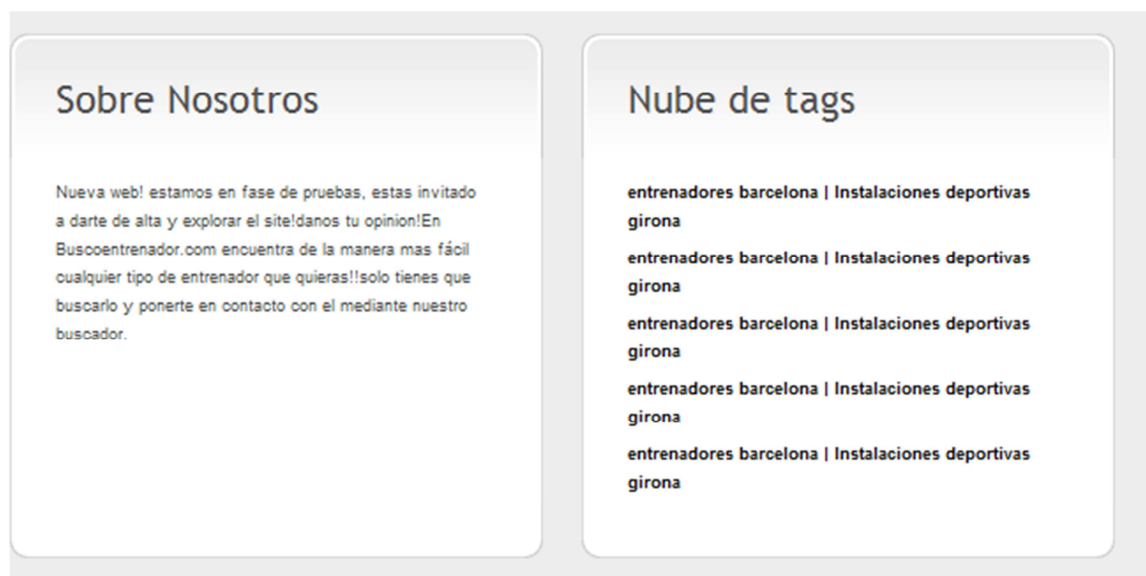 Sobre Nosotros
Nueva web! estamos en fase de pruebas, estas invitado
a darte de alta y explorar el site!danos tu opinion!En
Buscoentrenador.com encuentra de la manera mas fácil
cualquier tipo de entrenador que quieras!!solo tienes que
buscarlo y ponerte en contacto con el mediante nuestro
buscador.
Nube de tags
entrenadores barcelona | Instalaciones deportivas
girona
entrenadores barcelona | Instalaciones deportivas
girona
entrenadores barcelona | Instalaciones deportivas
girona
entrenadores barcelona | Instalaciones deportivas
girona
entrenadores barcelona | Instalaciones deportivas
girona